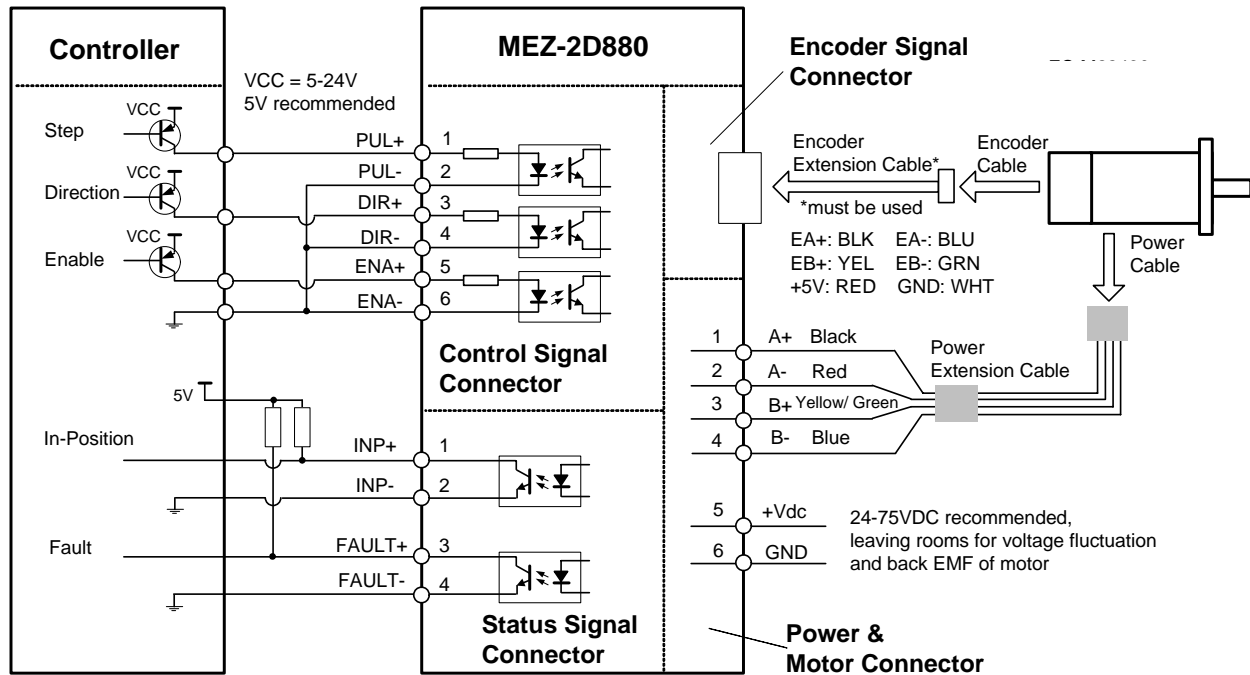 Controller
MEZ-2D880
Encoder Signal
Connector
VCC = 5-24V
5V recommended
VCC
Step
VCC
Direction
VCC
Enable
PUL+ 1
PUL- 2
DIR+ 3
DIR- 4
ENA+ 5
ENA- 6
Control Signal
Connector
Encoder
Extension Cable*
*must be used
Encoder
Cable
EA+: BLK EA-: BLU
EB+: YEL EB-: GRN
+5V: RED GND: WHT
Power
Cable
1 A+ Black
2 A- Red
3 B+ Yellow/ Green
4 B- Blue
Power
Extension Cable
5V
In-Position
INP+ 1
INP- 2
Fault
FAULT+ 3
FAULT- 4
Status Signal
Connector
5 +Vdc
6 GND
24-75VDC recommended,
leaving rooms for voltage fluctuation
and back EMF of motor
Power &
Motor Connector